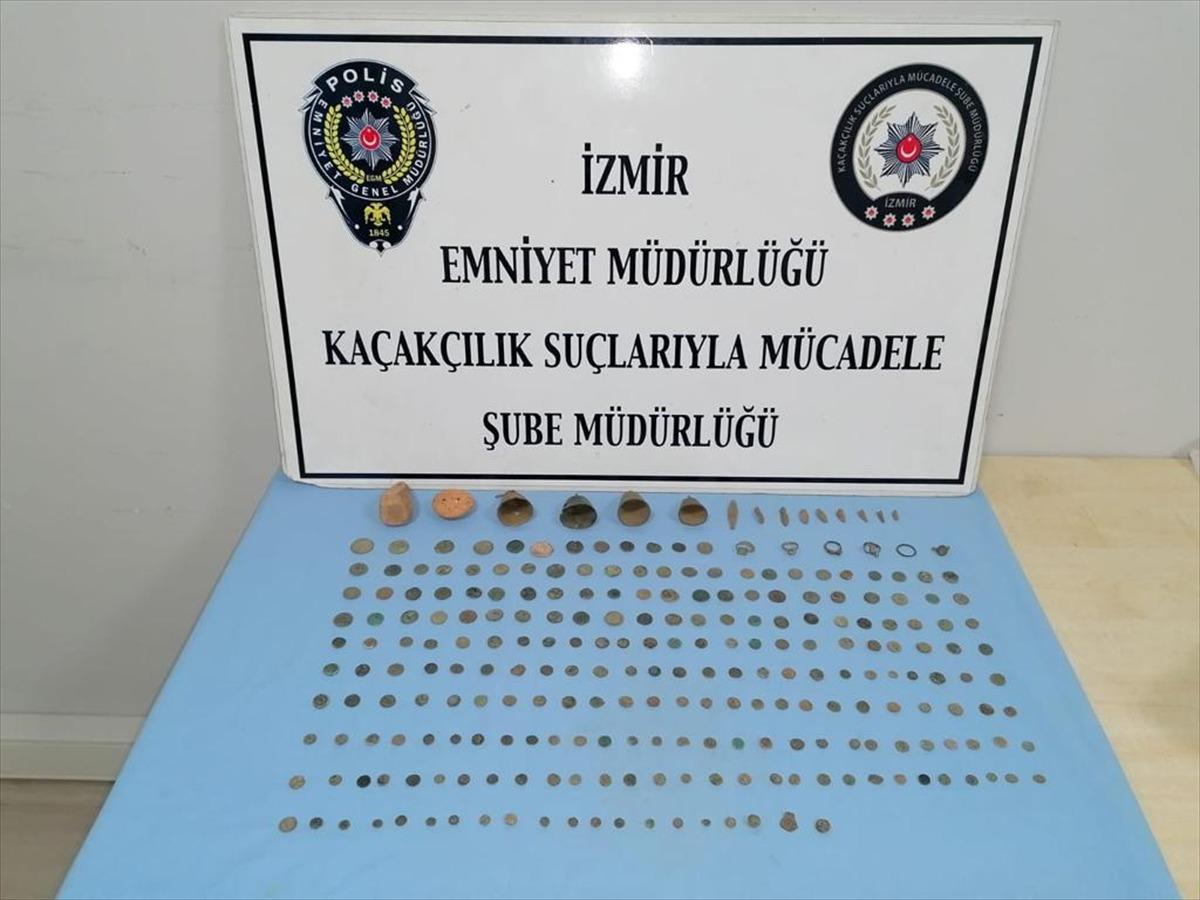 POLİS
EMNİYET GENEL MÜDÜRLÜĞÜ
EGM
1845
KAÇAKÇILIK SUÇLARIYLA MÜCADELE ŞUBE MÜDÜRLÜĞÜ
İZMİR
İZMİR
EMNİYET MÜDÜRLÜĞÜ
KAÇAKÇILIK SUÇLARIYLA MÜCADELE
ŞUBE MÜDÜRLÜĞÜ